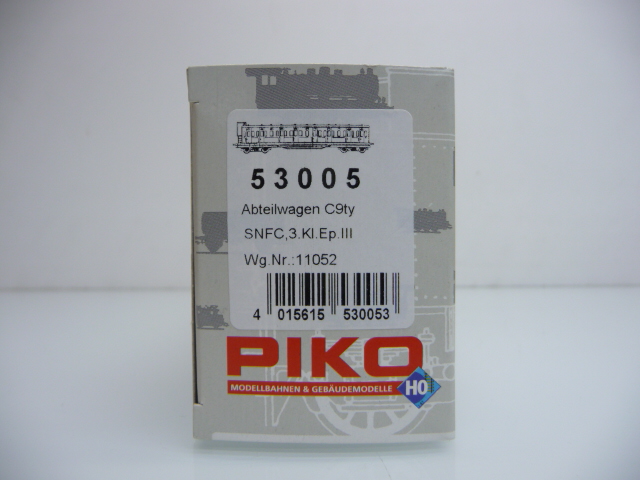 53005
Abteilwagen C9ty
SNFC,3.Kl.Ep.III
Wg.Nr.:11052
4 015615 530053
PIKO
MODELLBAHNEN & GEBÄUDEMODELLE
H0